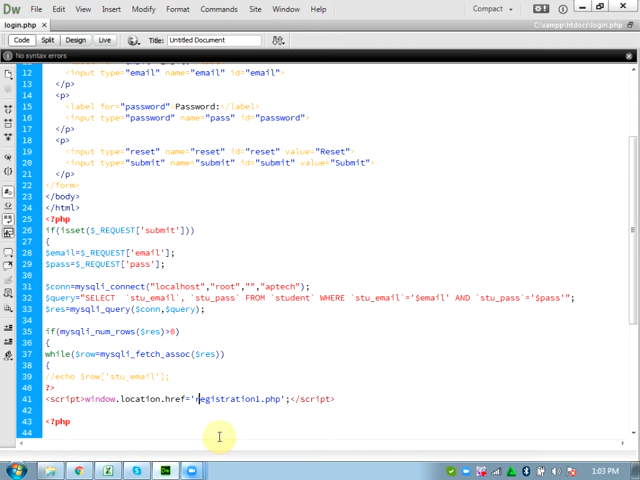 Dw File Edit View Insert Modify Format Commands Site Window Help Compact
login.php × C:\xampp\htdocs\login.php
Code Split Design Live Title: Untitled Document
No syntax errors
12 <input type="email" name="email" id="email">
13 </p>
14 <p>
15 <label for="password" Password:</label>
16 <input type="password" name="pass" id="password">
17 </p>
18 <p>
19 <input type="reset" name="reset" id="reset" value="Reset">
20 <input type="submit" name="submit" id="submit" value="Submit">
21 </p>
22 </form>
23 </body>
24 </html>
25 <?php
26 if(isset($_REQUEST['submit']))
27 {
28 $email=$_REQUEST['email'];
29 $pass=$_REQUEST['pass'];
30
31 $conn=mysqli_connect("localhost","root","","aptech");
32 $query="SELECT `stu_email`, `stu_pass` FROM `student` WHERE `stu_email`='$email' AND `stu_pass`='$pass'";
33 $res=mysqli_query($conn,$query);
34
35 if(mysqli_num_rows($res)>0)
36 {
37 while($row=mysqli_fetch_assoc($res))
38 {
39 //echo $row['stu_email'];
40 ?>
41 <script>window.location.href='registration1.php';</script>
42
43 <?php
44
1:03 PM